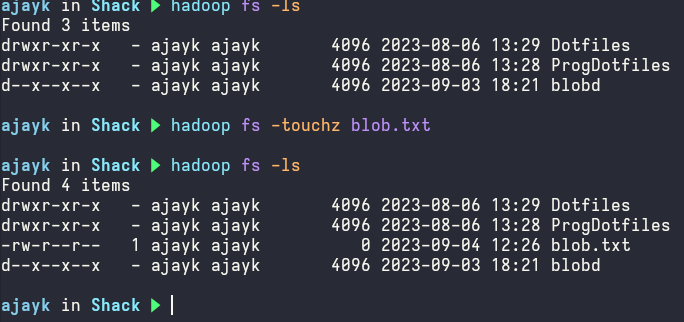 ajayk in Shack ▶ hadoop fs -ls
Found 3 items
drwxr-xr-x   - ajayk ajayk       4096 2023-08-06 13:29 Dotfiles
drwxr-xr-x   - ajayk ajayk       4096 2023-08-06 13:28 ProgDotfiles
d--x--x--x   - ajayk ajayk       4096 2023-09-03 18:21 blobd
ajayk in Shack ▶ hadoop fs -touchz blob.txt
ajayk in Shack ▶ hadoop fs -ls
Found 4 items
drwxr-xr-x   - ajayk ajayk       4096 2023-08-06 13:29 Dotfiles
drwxr-xr-x   - ajayk ajayk       4096 2023-08-06 13:28 ProgDotfiles
-rw-r--r--   1 ajayk ajayk          0 2023-09-04 12:26 blob.txt
d--x--x--x   - ajayk ajayk       4096 2023-09-03 18:21 blobd
ajayk in Shack ▶